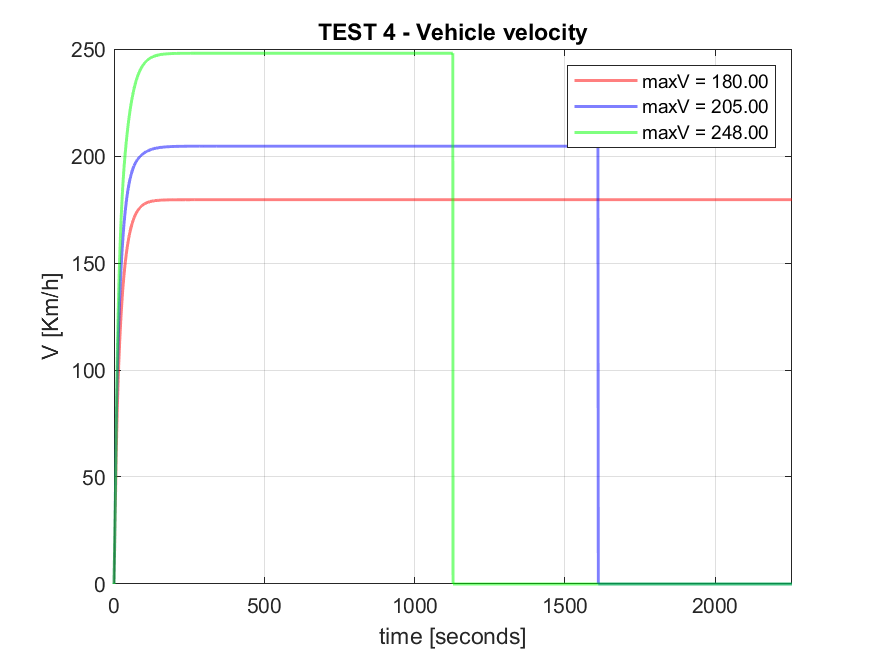 TEST 4 - Vehicle velocity
250
200
150
100
50
0
V [Km/h]
maxV = 180.00
maxV = 205.00
maxV = 248.00
0 500 1000 1500 2000
time [seconds]